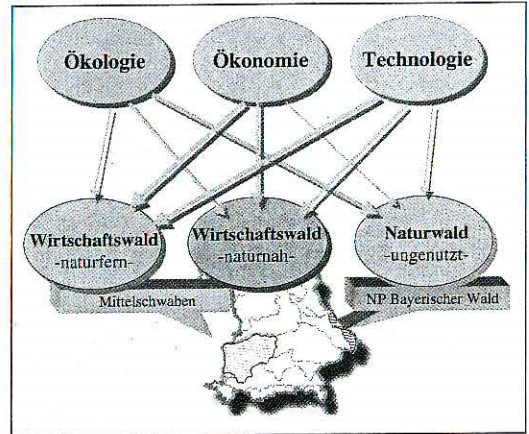 Ökologie
Ökonomie
Technologie
Wirtschaftswald
-naturfern-
Wirtschaftswald
-naturnah-
Naturwald
-ungenutzt-
Mittelschwaben
NP Bayerischer Wald